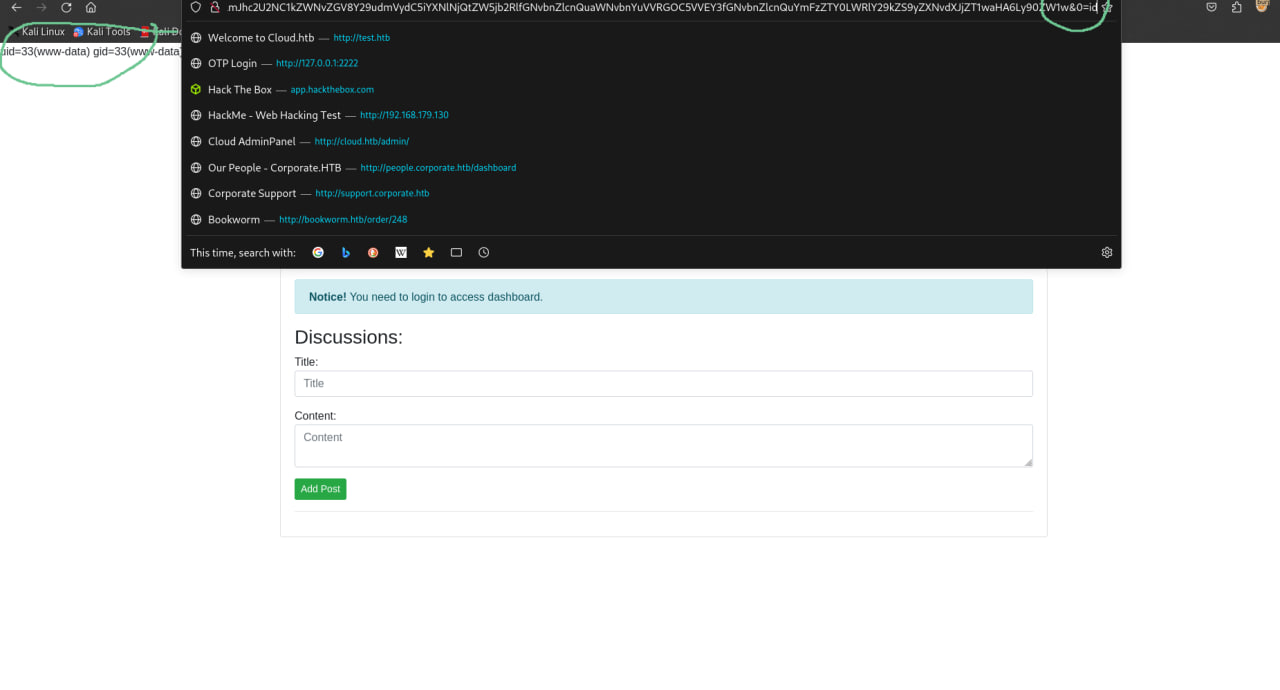 .mJhc2U2NC1kZWNvZGV8Y29udmVydC5iYXNlNjQtZW5jb2RlfGNvbnZlcnQuaWNvbnYuVVRGOC5VVEY3fGNvbnZlcnQuYmFzZTY0LWRlY29kZS9yZXNvdXJjZT1waHA6Ly90ZW1w&0=id
Kali Linux Kali Tools Kali Do
uid=33(www-data) gid=33(www-data)
Welcome to Cloud.htb — http://test.htb
OTP Login — http://127.0.0.1:2222
Hack The Box — app.hackthebox.com
HackMe - Web Hacking Test — http://192.168.179.130
Cloud AdminPanel — http://cloud.htb/admin/
Our People - Corporate.HTB — http://people.corporate.htb/dashboard
Corporate Support — http://support.corporate.htb
Bookworm — http://bookworm.htb/order/248
This time, search with:
Notice! You need to login to access dashboard.
Discussions:
Title:
Title
Content:
Content
Add Post